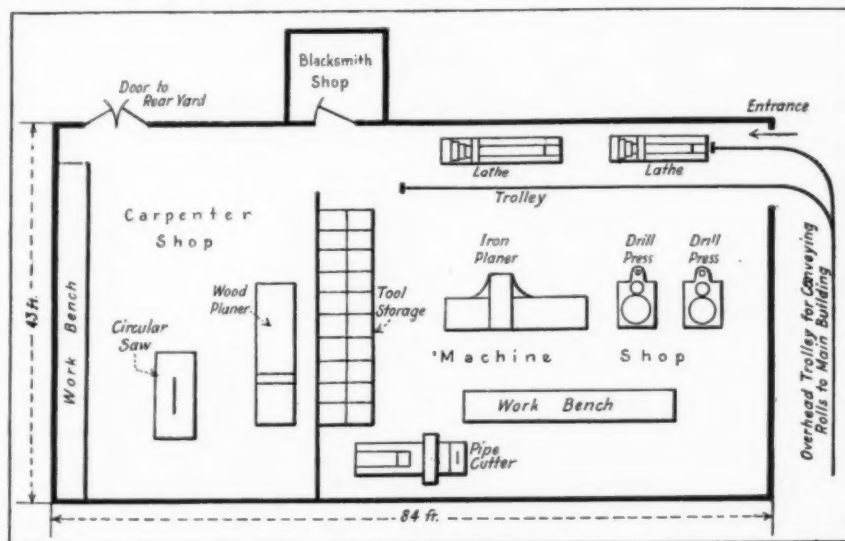 Blacksmith
Shop
Door to
Rear Yard
Entrance
Lathe
Lathe
Trolley
Carpenter
Shop
Iron
Planer
Drill
Press
Drill
Press
Wood
Planer
Tool
Storage
Circular
Saw
Work Bench
43 ft.
Machine Shop
Work Bench
Pipe
Cutter
Overhead Trolley for Conveying
Rolls to Main Building
84 ft.